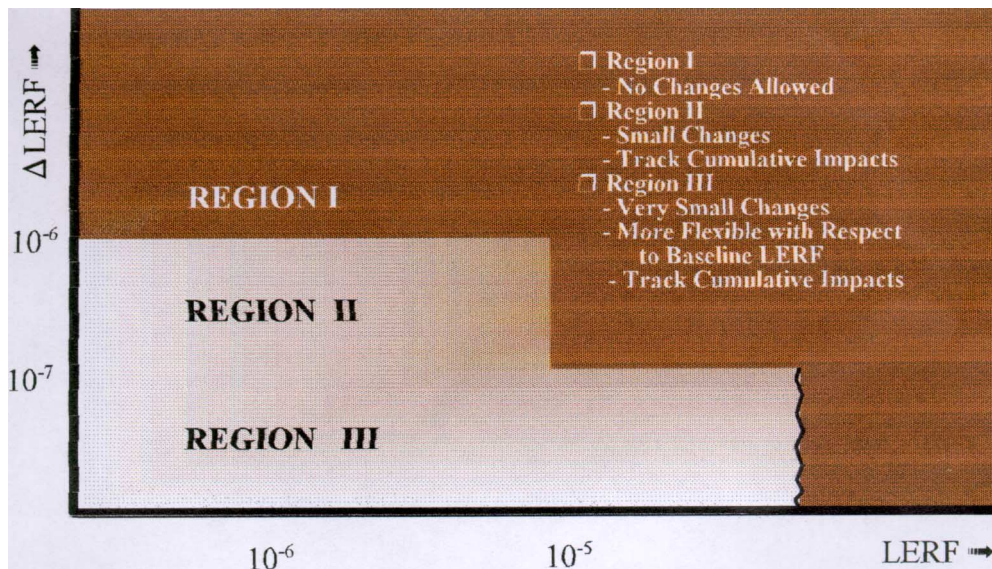 ΔLERF →
❒ Region I
- No Changes Allowed
❒ Region II
- Small Changes
- Track Cumulative Impacts
❒ Region III
- Very Small Changes
- More Flexible with Respect
to Baseline LERF
- Track Cumulative Impacts
REGION I
10⁻⁶
REGION II
10⁻⁷
REGION III
10⁻⁶
10⁻⁵
LERF →